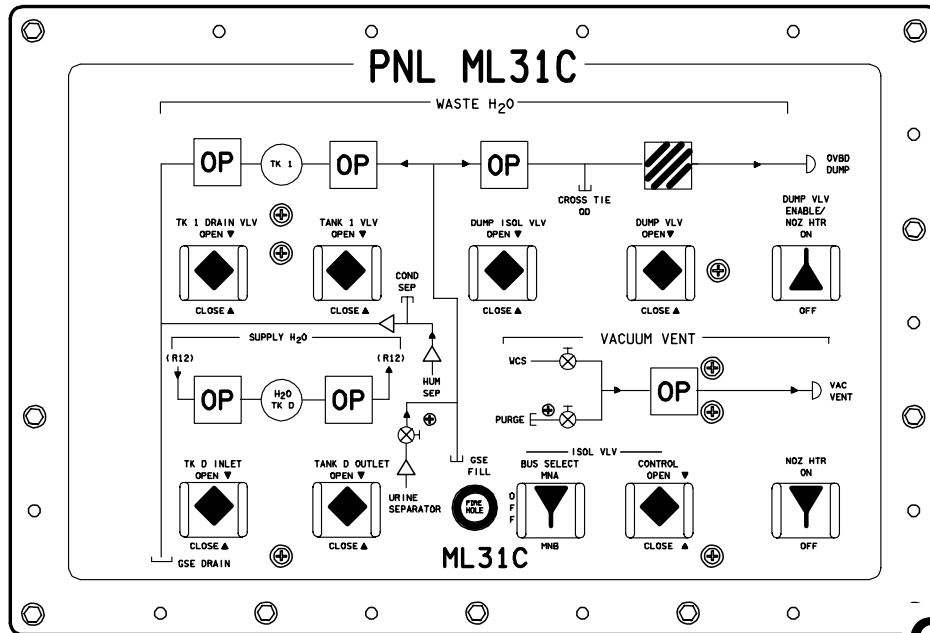 PNL ML31C
WASTE H2O
OP
TK 1
OP
OP
OVBD
DUMP
CROSS TIE
QD
TK 1 DRAIN VLV
OPEN ▼
CLOSE ▲
TANK 1 VLV
OPEN ▼
CLOSE ▲
DUMP ISOL VLV
OPEN ▼
CLOSE ▲
DUMP VLV
OPEN ▼
CLOSE ▲
DUMP VLV
ENABLE/
NOZ HTR
ON
OFF
COND
SEP
HUM
SEP
SUPPLY H2O
(R12)
(R12)
OP
H2O
TK D
OP
VACUUM VENT
WCS
PURGE
OP
VAC
VENT
TK D INLET
OPEN ▼
CLOSE ▲
TANK D OUTLET
OPEN ▼
CLOSE ▲
URINE
SEPARATOR
GSE
FILL
FIRE
HOLE
ISOL VLV
BUS SELECT
MNA
OFF
MNB
CONTROL
OPEN ▼
CLOSE ▲
NOZ HTR
ON
OFF
GSE DRAIN
ML31C